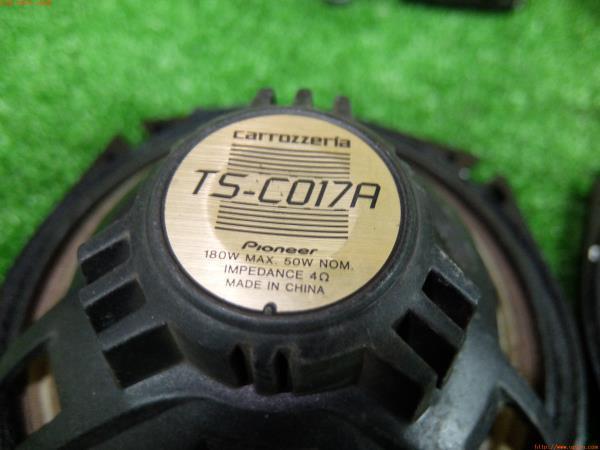 carrozzeria
TS-C017A
Pioneer
180W MAX. 50W NOM.
IMPEDANCE 4Ω
MADE IN CHINA